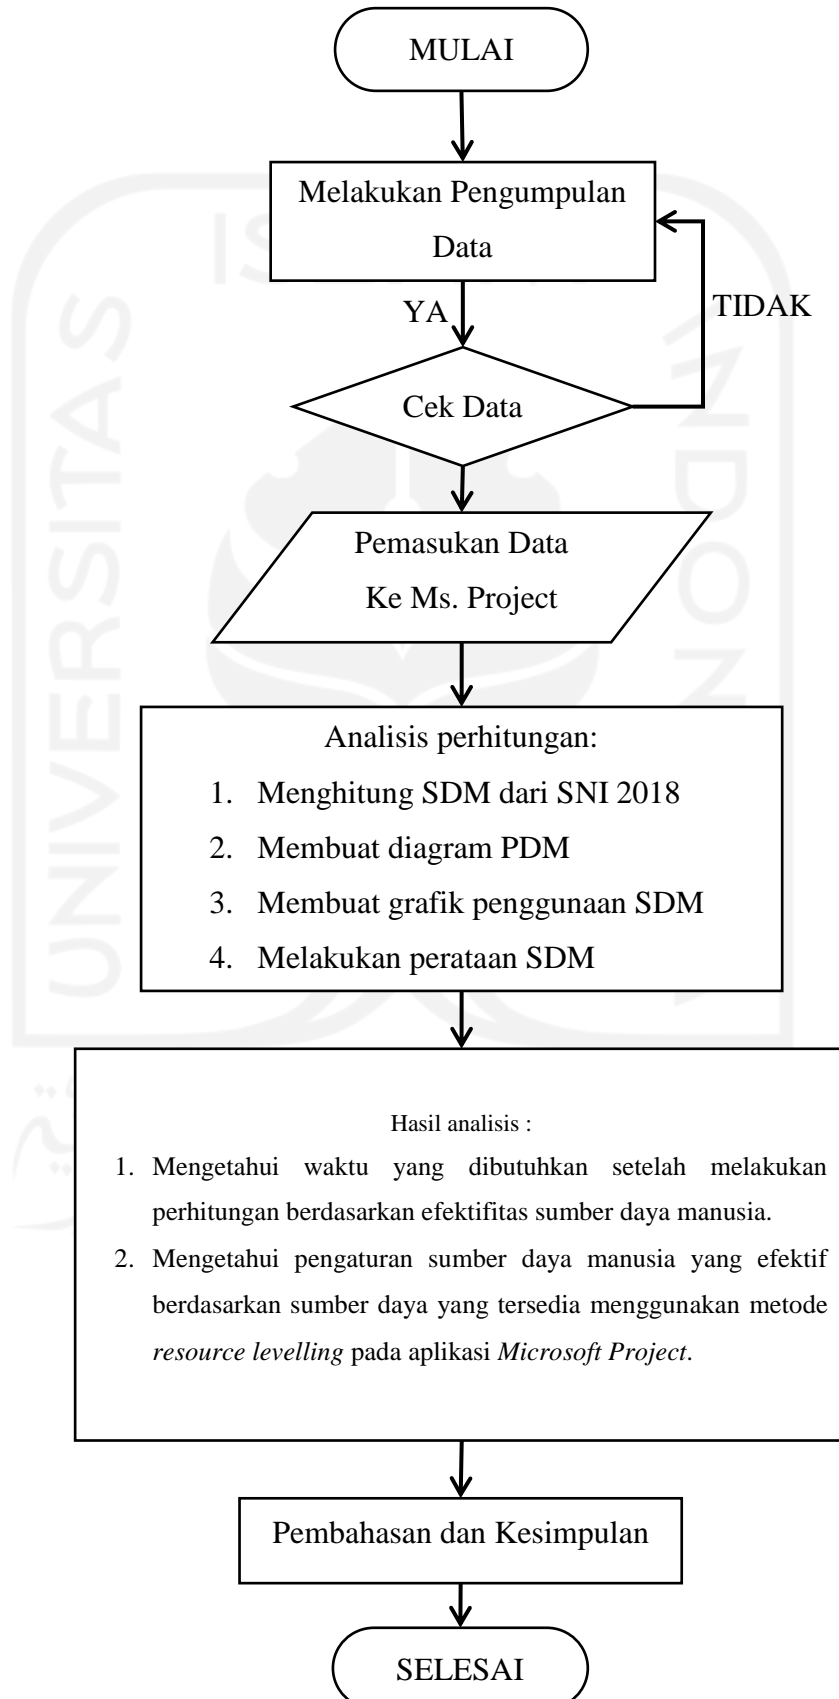 MULAI
Melakukan Pengumpulan
Data
YA
TIDAK
Cek Data
Pemasukan Data
Ke Ms. Project
Analisis perhitungan:
1. Menghitung SDM dari SNI 2018
2. Membuat diagram PDM
3. Membuat grafik penggunaan SDM
4. Melakukan perataan SDM
Hasil analisis :
1. Mengetahui waktu yang dibutuhkan setelah melakukan
perhitungan berdasarkan efektifitas sumber daya manusia.
2. Mengetahui pengaturan sumber daya manusia yang efektif
berdasarkan sumber daya yang tersedia menggunakan metode
resource levelling pada aplikasi Microsoft Project.
Pembahasan dan Kesimpulan
SELESAI
UNIVERSITAS